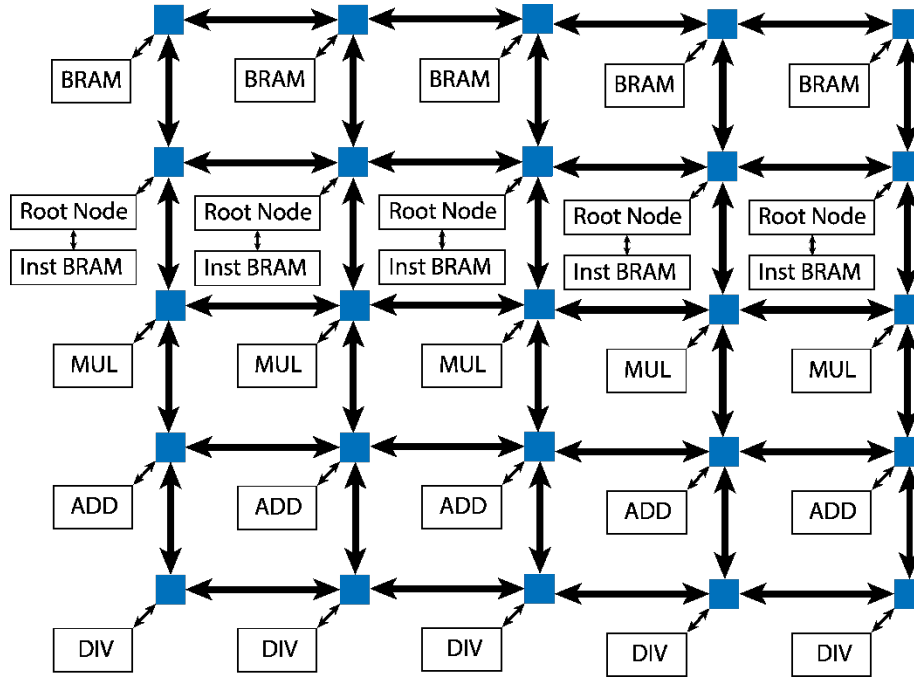 BRAM BRAM BRAM BRAM BRAM
Root Node Root Node Root Node Root Node Root Node
Inst BRAM Inst BRAM Inst BRAM Inst BRAM Inst BRAM
MUL MUL MUL MUL MUL
ADD ADD ADD ADD ADD
DIV DIV DIV DIV DIV